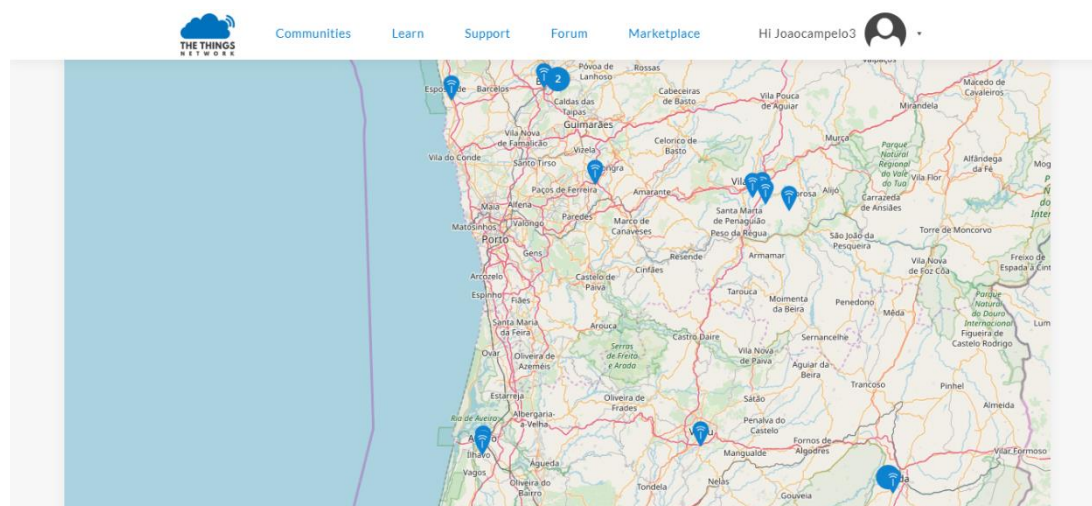 THE THINGS
NETWORK
Communities
Learn
Support
Forum
Marketplace
Hi Joaocampelo3
Póvoa de
Lanhoso
Rossas
Barcelos
2
Caldas das
Taipas
Cabeceiras
de Basto
Vila Pouca
de Aguiar
Mirandela
Macedo de
Cavaleiros
Guimarães
Vila Nova
de Famalicão
Vizela
Celorico de
Basto
Murça
Parque
Natural
Regional
do Vale
do Tua
Alfândega
da Fé
Vila do Conde
Santo Tirso
Vila Flor
Paços de Ferreira
Amarante
Alijó
Carrazeda
de Ansiães
Maia
Alfena
Matosinhos
Valongo
Paredes
Marco de
Canaveses
Santa Marta
de Penaguião
Peso da Régua
São João da
Pesqueira
Torre de Moncorvo
Porto
Gens
Resende
Armamar
Vila Nova
de Foz Côa
Freixo de
Arcozelo
Castelo de
Paiva
Cinfães
Tarouca
Moimenta
da Beira
Penedono
Mêda
Parque
Natural
do Douro
Internacional
Espinho
Fiães
Figueira de
Castelo Rodrigo
Santa Maria
da Feira
Arouca
Castro Daire
Sernancelhe
Ovar
Oliveira de
Azeméis
Serras
de Freita
e Arada
Vila Nova
de Paiva
Aguiar da
Beira
Trancoso
Pinhel
Estarreja
Oliveira de
Frades
Sátão
Almeida
Ria de Aveiro
Albergaria-
a-Velha
Penalva do
Castelo
Fornos de
Algodres
Ílhavo
Mangualde
Vilar Formoso
Vagos
Águeda
Oliveira do
Bairro
Tondela
Nelas
Gouveia